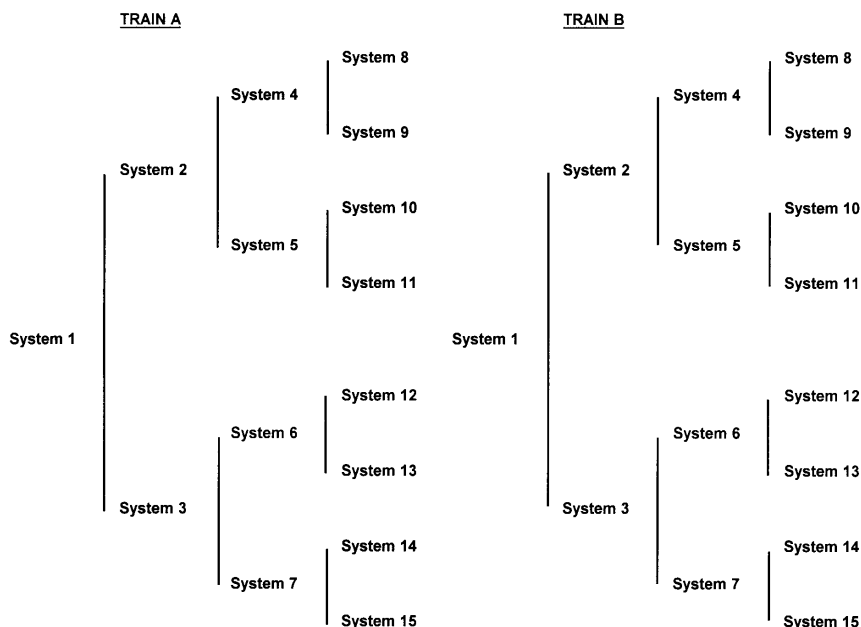 TRAIN A
System 8
System 4
System 9
System 2
System 10
System 5
System 11
System 1
System 12
System 6
System 13
System 3
System 14
System 7
System 15
TRAIN B
System 8
System 4
System 9
System 2
System 10
System 5
System 11
System 1
System 12
System 6
System 13
System 3
System 14
System 7
System 15